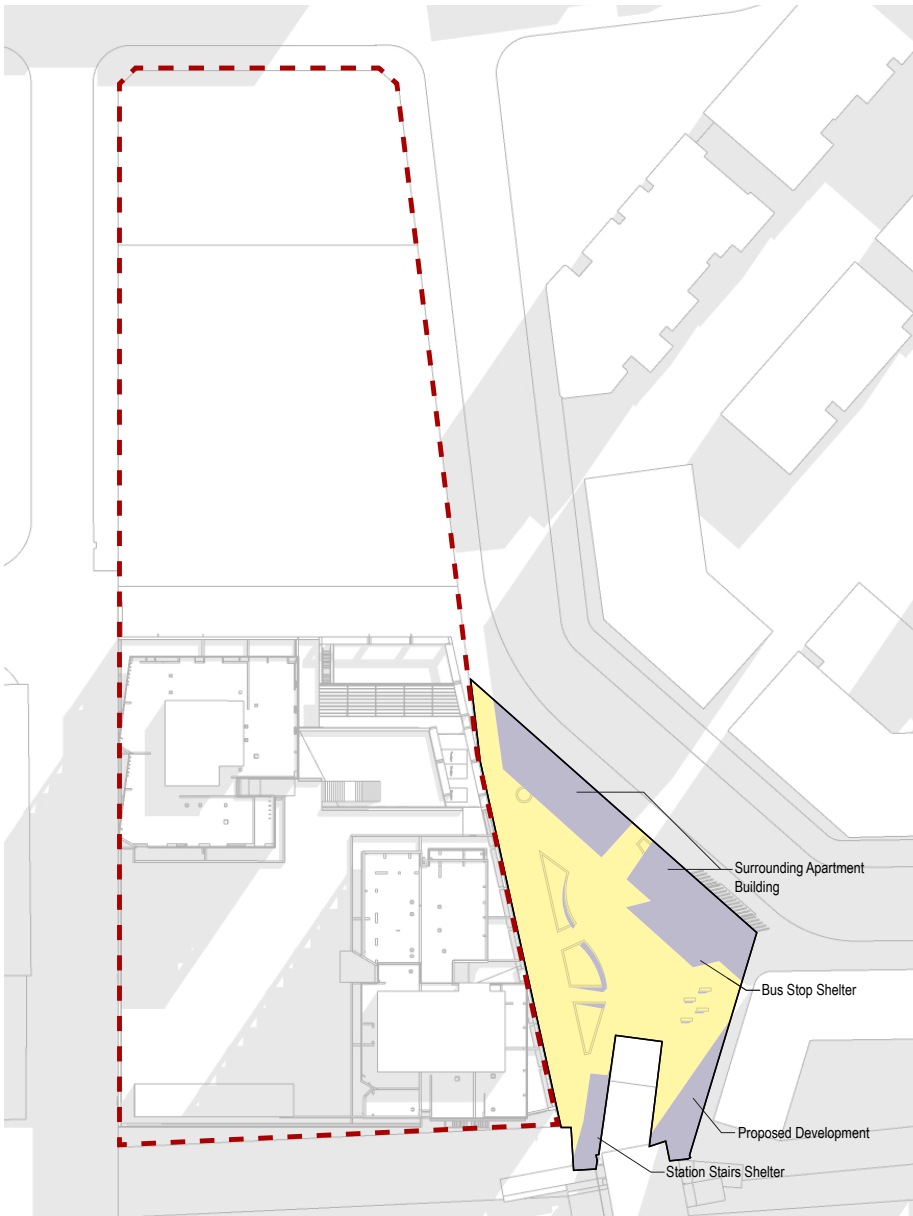 Surrounding Apartment
Building
Bus Stop Shelter
Proposed Development
Station Stairs Shelter